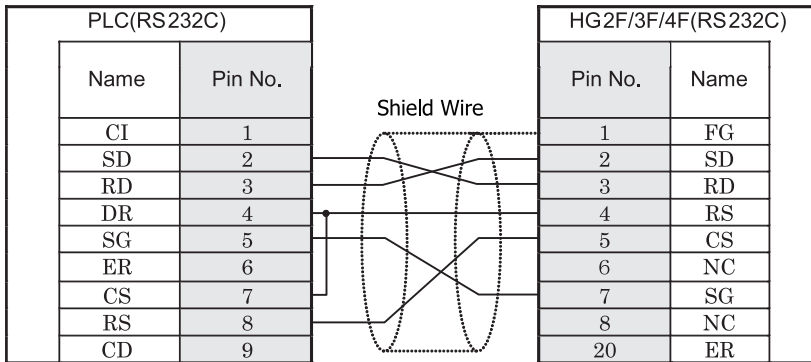 PLC(RS232C) HG2F/3F/4F(RS232C)
Name Pin No. Pin No. Name
Shield Wire
CI 1 1 FG
SD 2 2 SD
RD 3 3 RD
DR 4 4 RS
SG 5 5 CS
ER 6 6 NC
CS 7 7 SG
RS 8 8 NC
CD 9 20 ER